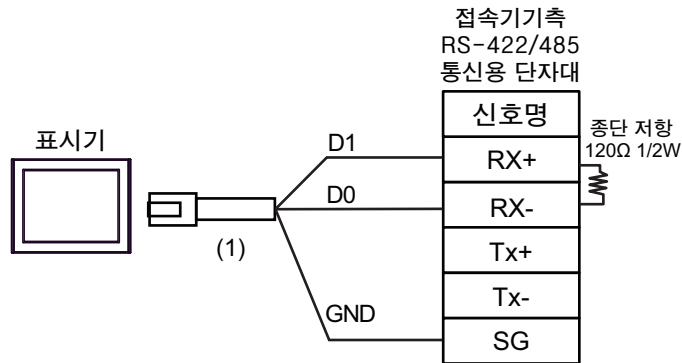 접속기기측
RS-422/485
통신용 단자대
표시기
(1)
D1
D0
GND
신호명
RX+
RX-
Tx+
Tx-
SG
종단 저항
120Ω 1/2W